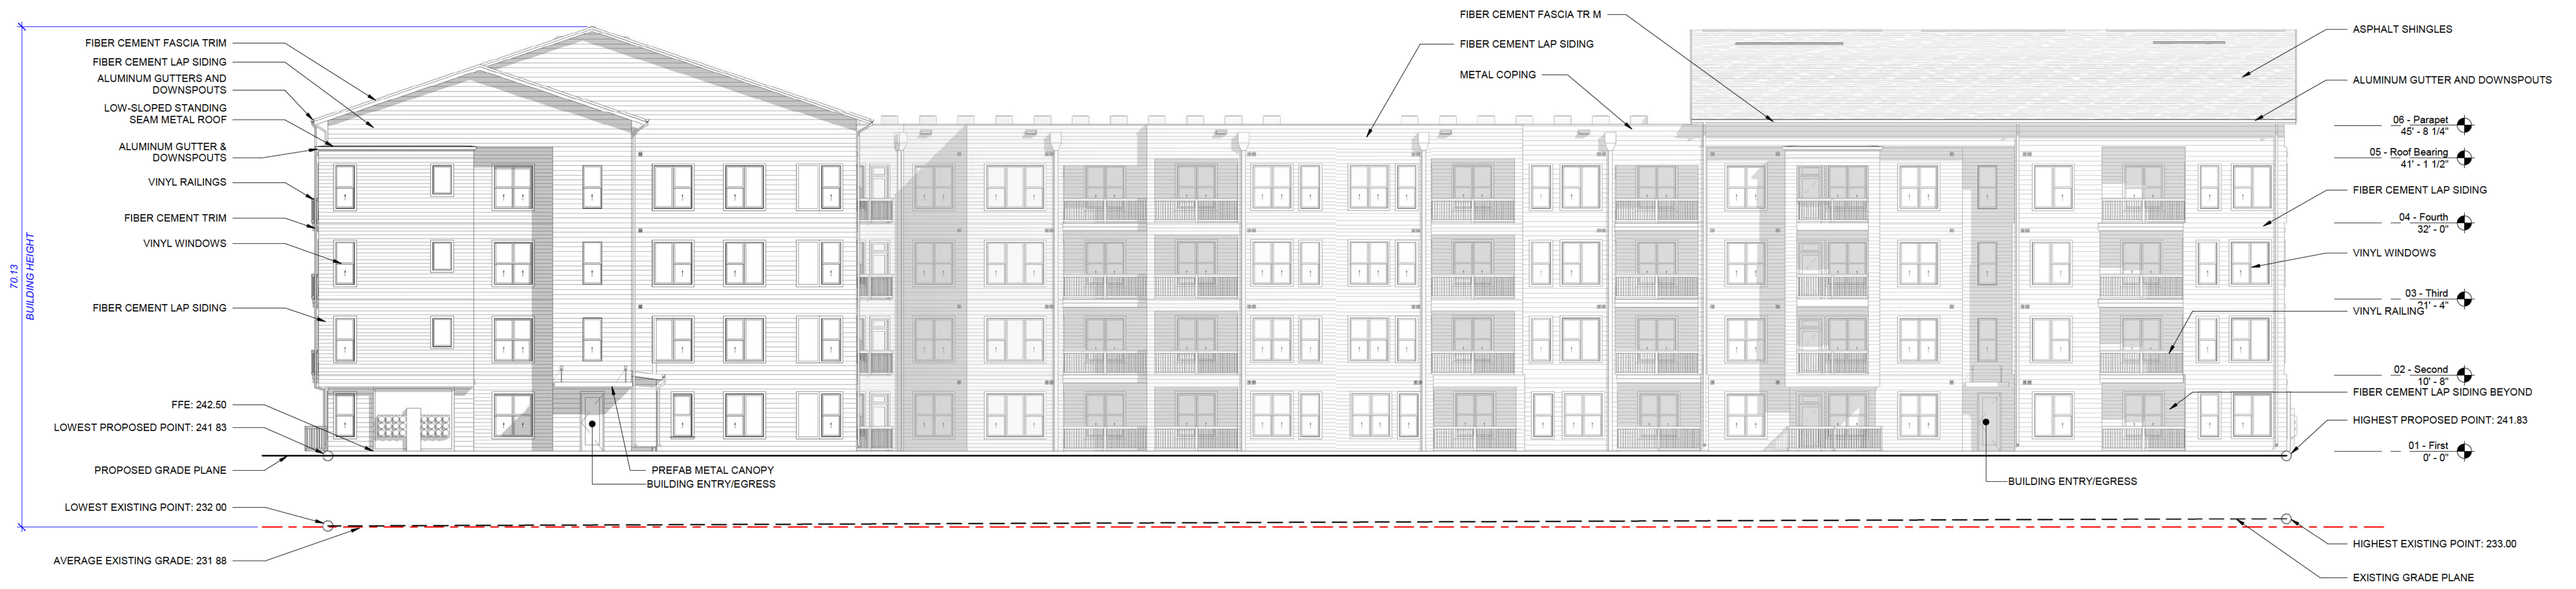 FIBER CEMENT FASCIA TRIM
FIBER CEMENT LAP SIDING
ALUMINUM GUTTERS AND
DOWNSPOUTS
LOW-SLOPED STANDING
SEAM METAL ROOF
ALUMINUM GUTTER &
DOWNSPOUTS
VINYL RAILINGS
FIBER CEMENT TRIM
VINYL WINDOWS
FIBER CEMENT LAP SIDING
FFE: 242.50
LOWEST PROPOSED POINT: 241 83
PROPOSED GRADE PLANE
LOWEST EXISTING POINT: 232 00
AVERAGE EXISTING GRADE: 231 88
70.13
BUILDING HEIGHT
PREFAB METAL CANOPY
BUILDING ENTRY/EGRESS
FIBER CEMENT FASCIA TR M
FIBER CEMENT LAP SIDING
METAL COPING
BUILDING ENTRY/EGRESS
ASPHALT SHINGLES
ALUMINUM GUTTER AND DOWNSPOUTS
06 - Parapet
45' - 8 1/4"
05 - Roof Bearing
41' - 1 1/2"
FIBER CEMENT LAP SIDING
04 - Fourth
32' - 0"
VINYL WINDOWS
03 - Third
21' - 4"
VINYL RAILING
02 - Second
10' - 8"
FIBER CEMENT LAP SIDING BEYOND
HIGHEST PROPOSED POINT: 241.83
01 - First
0' - 0"
HIGHEST EXISTING POINT: 233.00
EXISTING GRADE PLANE